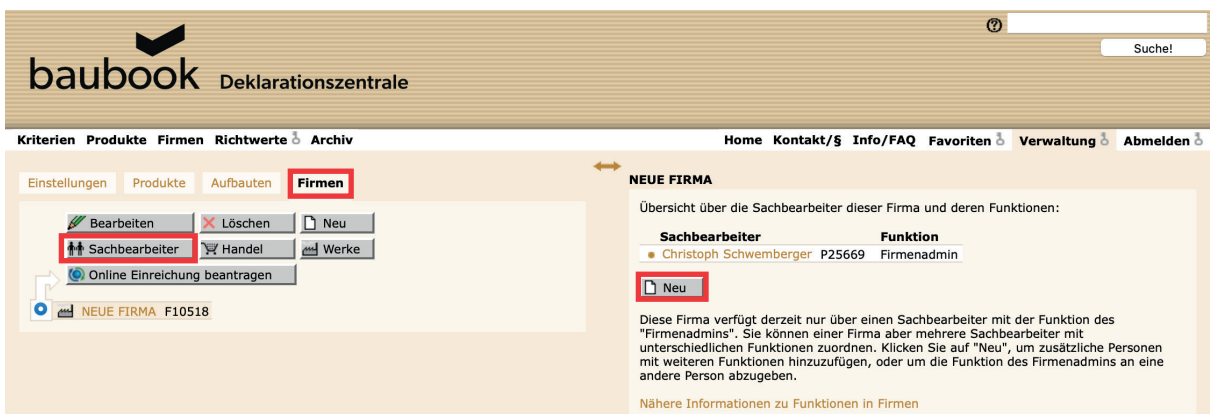 Suche!
baubook Deklarationszentrale
Kriterien Produkte Firmen Richtwerte Archiv
Home Kontakt/§ Info/FAQ Favoriten Verwaltung Abmelden
Einstellungen Produkte Aufbauten Firmen
Bearbeiten Löschen Neu
Sachbearbeiter Handel Werke
Online Einreichung beantragen
NEUE FIRMA F10518
NEUE FIRMA
Übersicht über die Sachbearbeiter dieser Firma und deren Funktionen:
Sachbearbeiter Funktion
Christoph Schwemberger P25669 Firmenadmin
Neu
Diese Firma verfügt derzeit nur über einen Sachbearbeiter mit der Funktion des
"Firmenadmins". Sie können einer Firma aber mehrere Sachbearbeiter mit
unterschiedlichen Funktionen zuordnen. Klicken Sie auf "Neu", um zusätzliche Personen
mit weiteren Funktionen hinzuzufügen, oder um die Funktion des Firmenadmins an eine
andere Person abzugeben.
Nähere Informationen zu Funktionen in Firmen